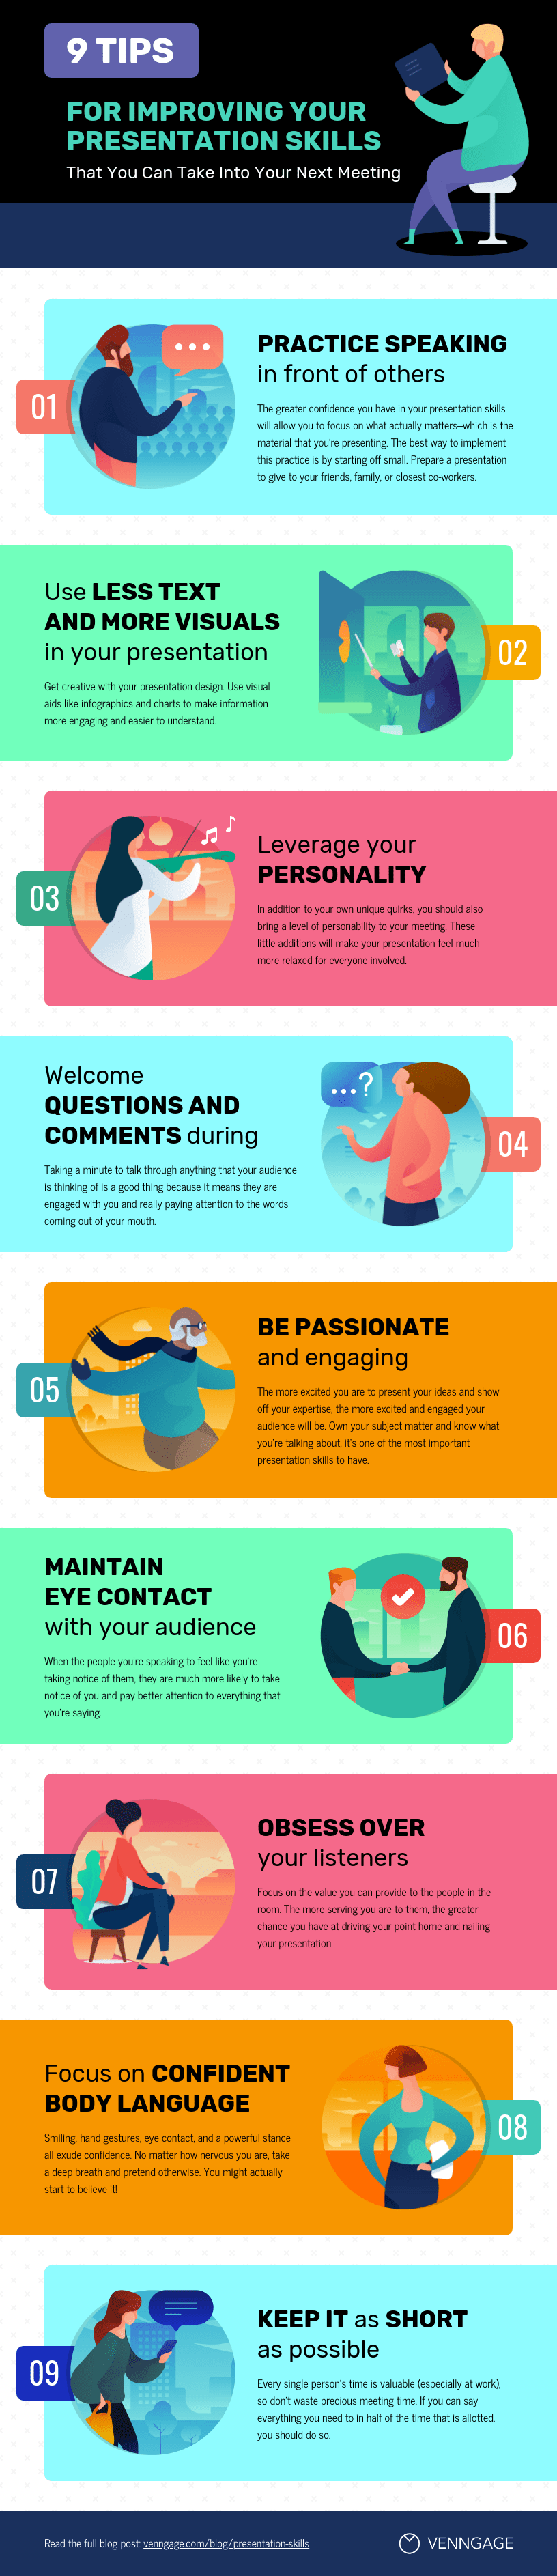 9 TIPS
FOR IMPROVING YOUR
PRESENTATION SKILLS
That You Can Take Into Your Next Meeting
01
PRACTICE SPEAKING
in front of others
The greater confidence you have in your presentation skills
will allow you to focus on what actually matters–which is the
material that you're presenting. The best way to implement
this practice is by starting off small. Prepare a presentation
to give to your friends, family, or closest co-workers.
Use LESS TEXT
AND MORE VISUALS
in your presentation
Get creative with your presentation design. Use visual
aids like infographics and charts to make information
more engaging and easier to understand.
02
03
Leverage your
PERSONALITY
In addition to your own unique quirks, you should also
bring a level of personability to your meeting. These
little additions will make your presentation feel much
more relaxed for everyone involved.
Welcome
QUESTIONS AND
COMMENTS during
Taking a minute to talk through anything that your audience
is thinking of is a good thing because it means they are
engaged with you and really paying attention to the words
coming out of your mouth.
...?
04
05
BE PASSIONATE
and engaging
The more excited you are to present your ideas and show
off your expertise, the more excited and engaged your
audience will be. Own your subject matter and know what
you're talking about, it's one of the most important
presentation skills to have.
MAINTAIN
EYE CONTACT
with your audience
When the people you're speaking to feel like you're
taking notice of them, they are much more likely to take
notice of you and pay better attention to everything that
you're saying.
06
07
OBSESS OVER
your listeners
Focus on the value you can provide to the people in the
room. The more serving you are to them, the greater
chance you have at driving your point home and nailing
your presentation.
Focus on CONFIDENT
BODY LANGUAGE
Smiling, hand gestures, eye contact, and a powerful stance
all exude confidence. No matter how nervous you are, take
a deep breath and pretend otherwise. You might actually
start to believe it!
08
09
KEEP IT as SHORT
as possible
Every single person's time is valuable (especially at work),
so don't waste precious meeting time. If you can say
everything you need to in half of the time that is allotted,
you should do so.
Read the full blog post: venngage.com/blog/presentation-skills
VENNGAGE